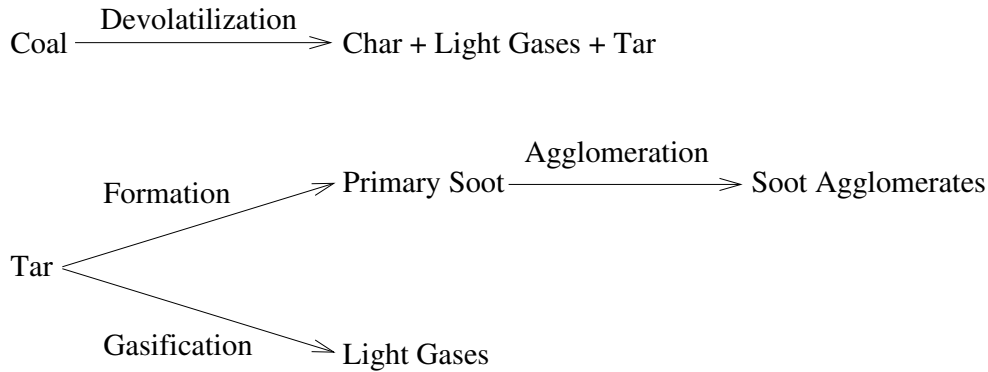 Devolatilization
Coal Char + Light Gases + Tar
Agglomeration
Formation Primary Soot Soot Agglomerates
Tar
Gasification Light Gases